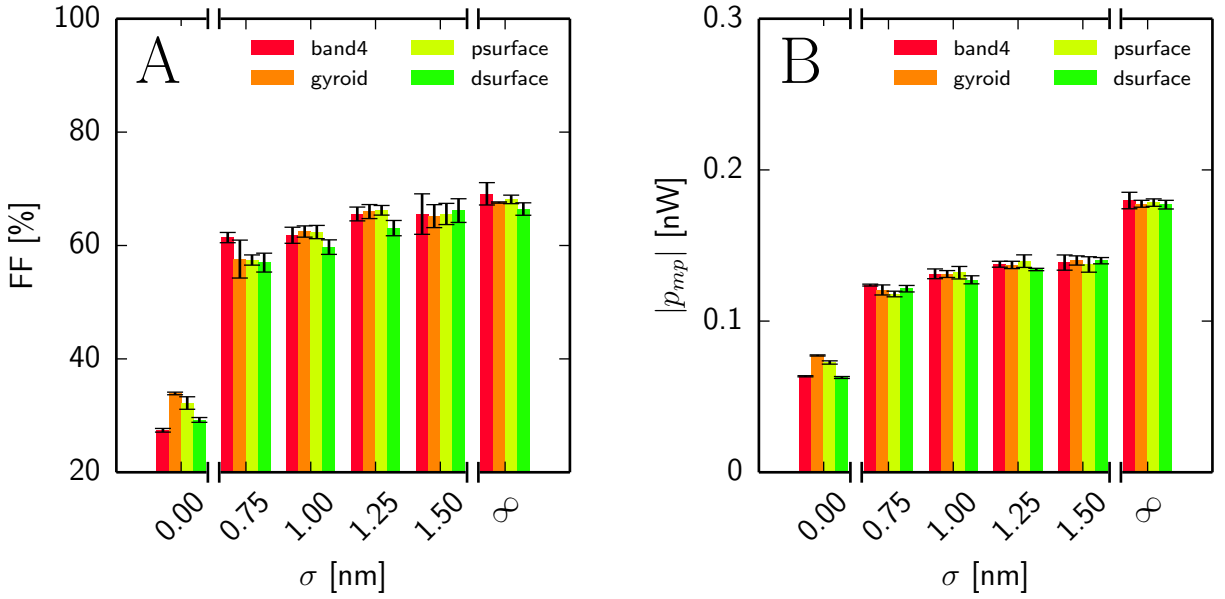 A
band4
gyroid
psurface
dsurface
FF [%]
100
80
60
40
20
0.00
0.75
1.00
1.25
1.50
∞
σ [nm]
B
band4
gyroid
psurface
dsurface
|p_{mp}| [nW]
0.3
0.2
0.1
0
0.00
0.75
1.00
1.25
1.50
∞
σ [nm]